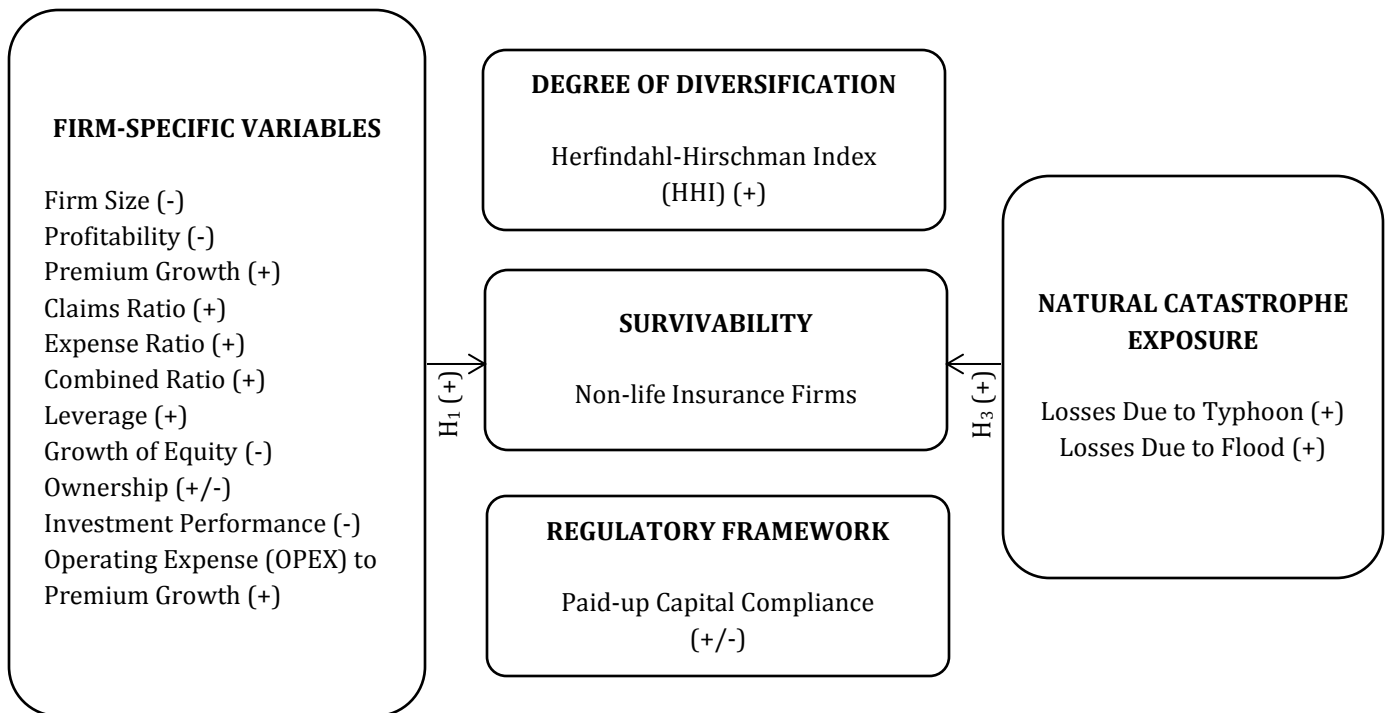 FIRM-SPECIFIC VARIABLES
Firm Size (-)
Profitability (-)
Premium Growth (+)
Claims Ratio (+)
Expense Ratio (+)
Combined Ratio (+)
Leverage (+)
Growth of Equity (-)
Ownership (+/-)
Investment Performance (-)
Operating Expense (OPEX) to
Premium Growth (+)
H₁ (+)
DEGREE OF DIVERSIFICATION
Herfindahl-Hirschman Index
(HHI) (+)
SURVIVABILITY
Non-life Insurance Firms
REGULATORY FRAMEWORK
Paid-up Capital Compliance
(+/-)
H₃ (+)
NATURAL CATASTROPHE
EXPOSURE
Losses Due to Typhoon (+)
Losses Due to Flood (+)